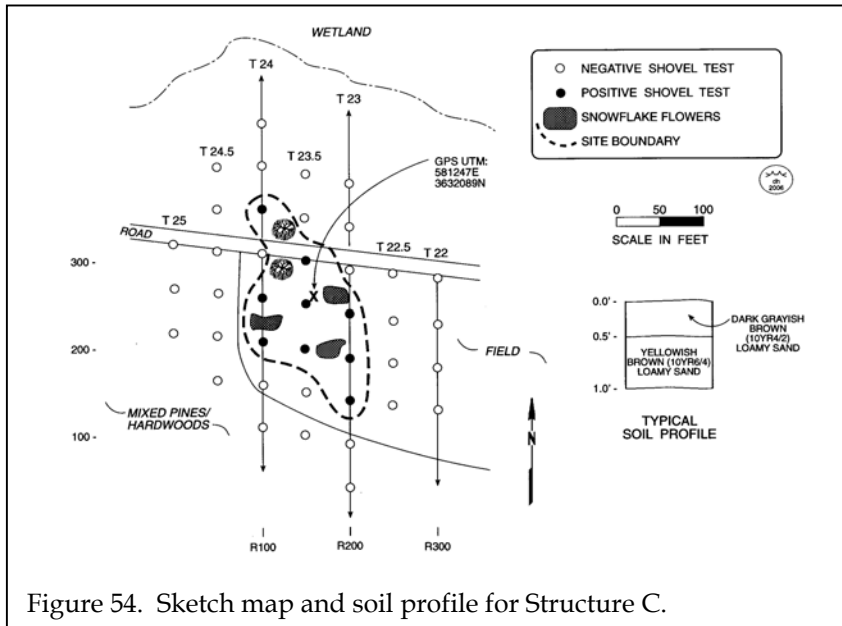 WETLAND
T 24
T 23
T 24.5
T 23.5
GPS UTM:
581247E
3632089N
T 25
ROAD
T 22.5
T 22
300 -
200 -
100 -
FIELD
MIXED PINES/
HARDWOODS
R100
R200
R300
NEGATIVE SHOVEL TEST
POSITIVE SHOVEL TEST
SNOWFLAKE FLOWERS
SITE BOUNDARY
dh
2006
0 50 100
SCALE IN FEET
0.0'
0.5'
1.0'
DARK GRAYISH
BROWN
(10YR4/2)
LOAMY SAND
YELLOWISH
BROWN (10YR6/4)
LOAMY SAND
TYPICAL
SOIL PROFILE
N
X
Figure 54. Sketch map and soil profile for Structure C.